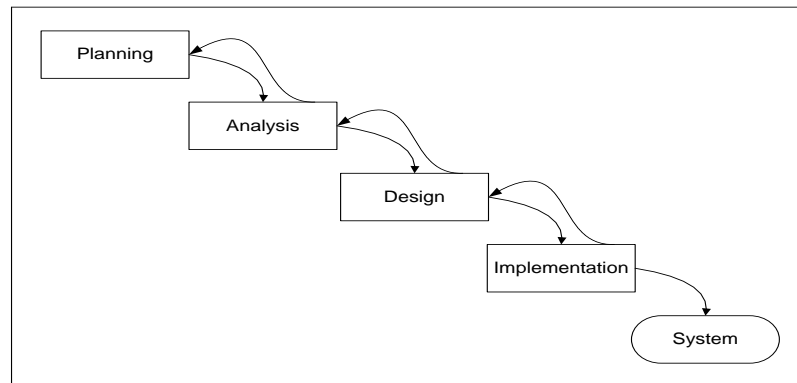 Planning
Analysis
Design
Implementation
System